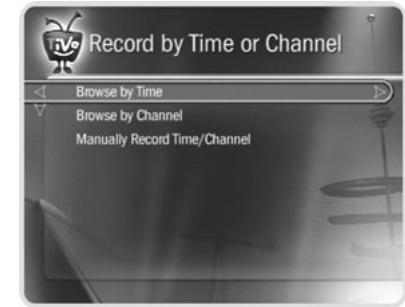 TiVo
Record by Time or Channel
Browse by Time
Browse by Channel
Manually Record Time/Channel